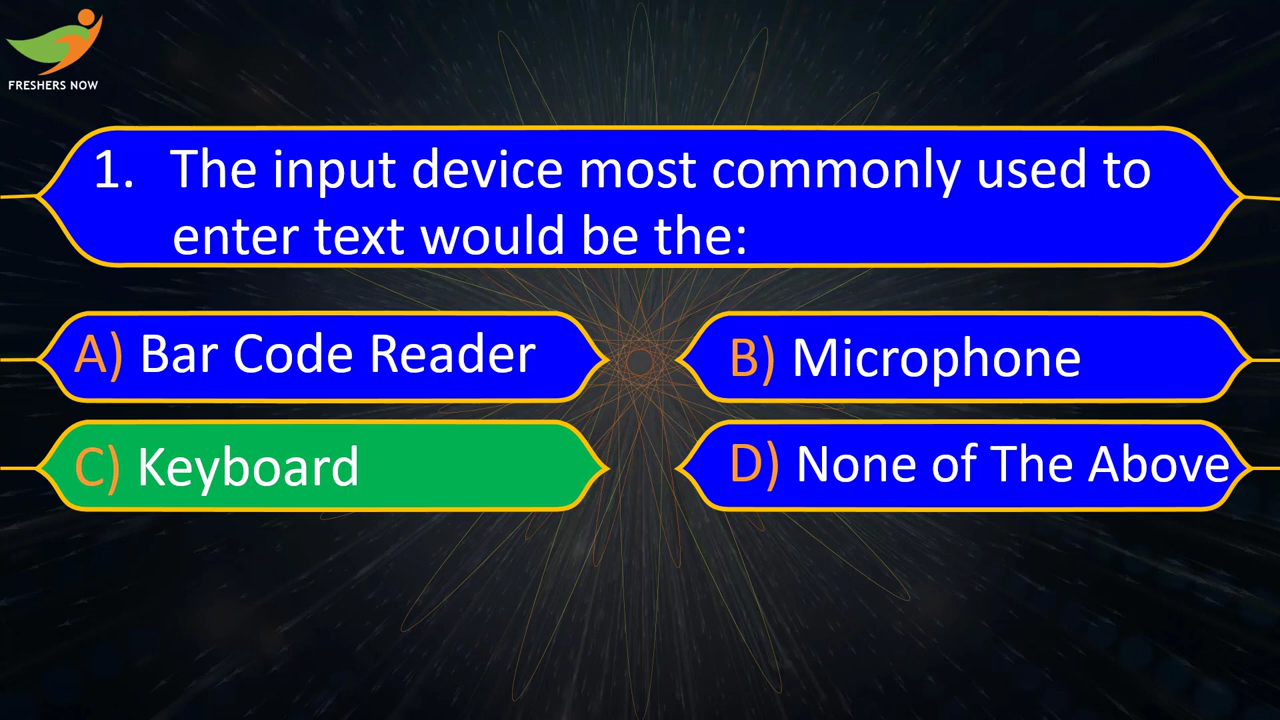 FRESHERS NOW
1. The input device most commonly used to
enter text would be the:
A) Bar Code Reader
B) Microphone
C) Keyboard
D) None of The Above